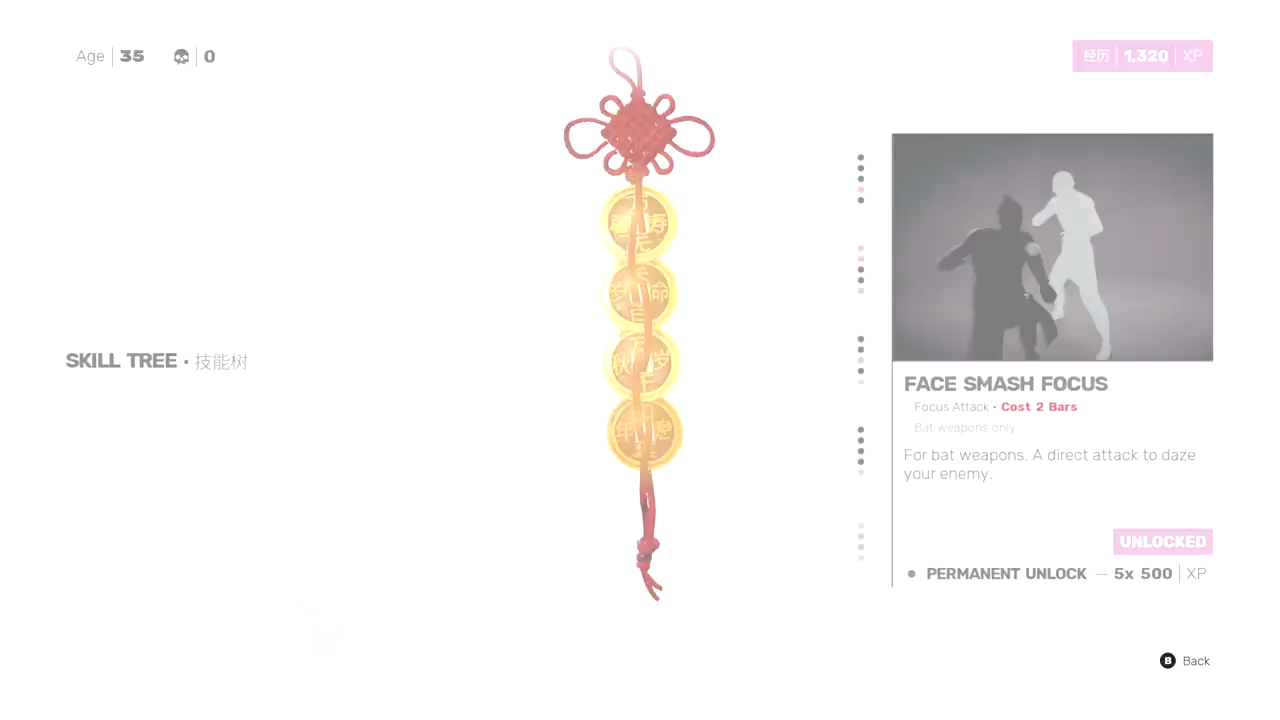 Age 35 0
经历 1,320 XP
SKILL TREE · 技能树
FACE SMASH FOCUS
Focus Attack · Cost 2 Bars
Bat weapons only
For bat weapons. A direct attack to daze
your enemy.
UNLOCKED
PERMANENT UNLOCK — 5x 500 XP
B Back